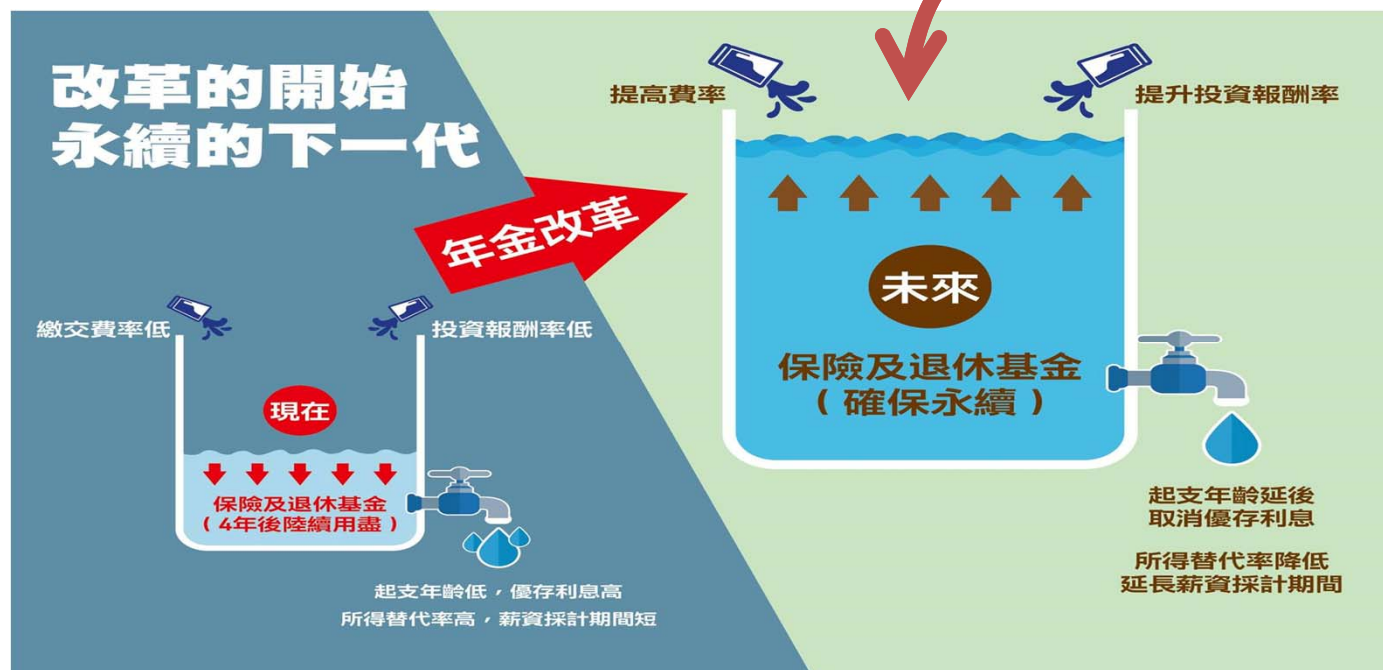 改革的開始
永續的下一代
年金改革
繳交費率低
投資報酬率低
現在
保險及退休基金
(4年後陸續用盡)
起支年齡低，優存利息高
所得替代率高，薪資採計期間短
提高費率
提升投資報酬率
未來
保險及退休基金
(確保永續)
起支年齡延後
取消優存利息
所得替代率降低
延長薪資採計期間